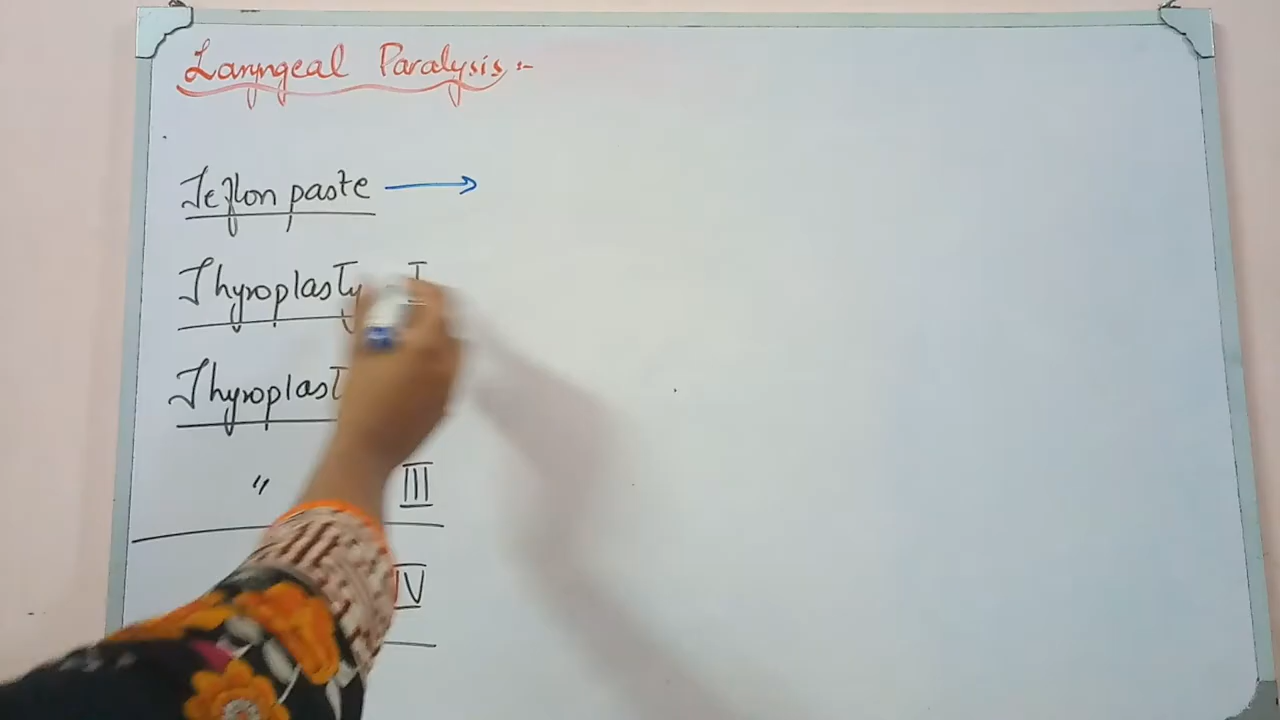 Laryngeal Paralysis :-
Teflon paste →
Thyroplasty I
Thyroplast
" III
IV